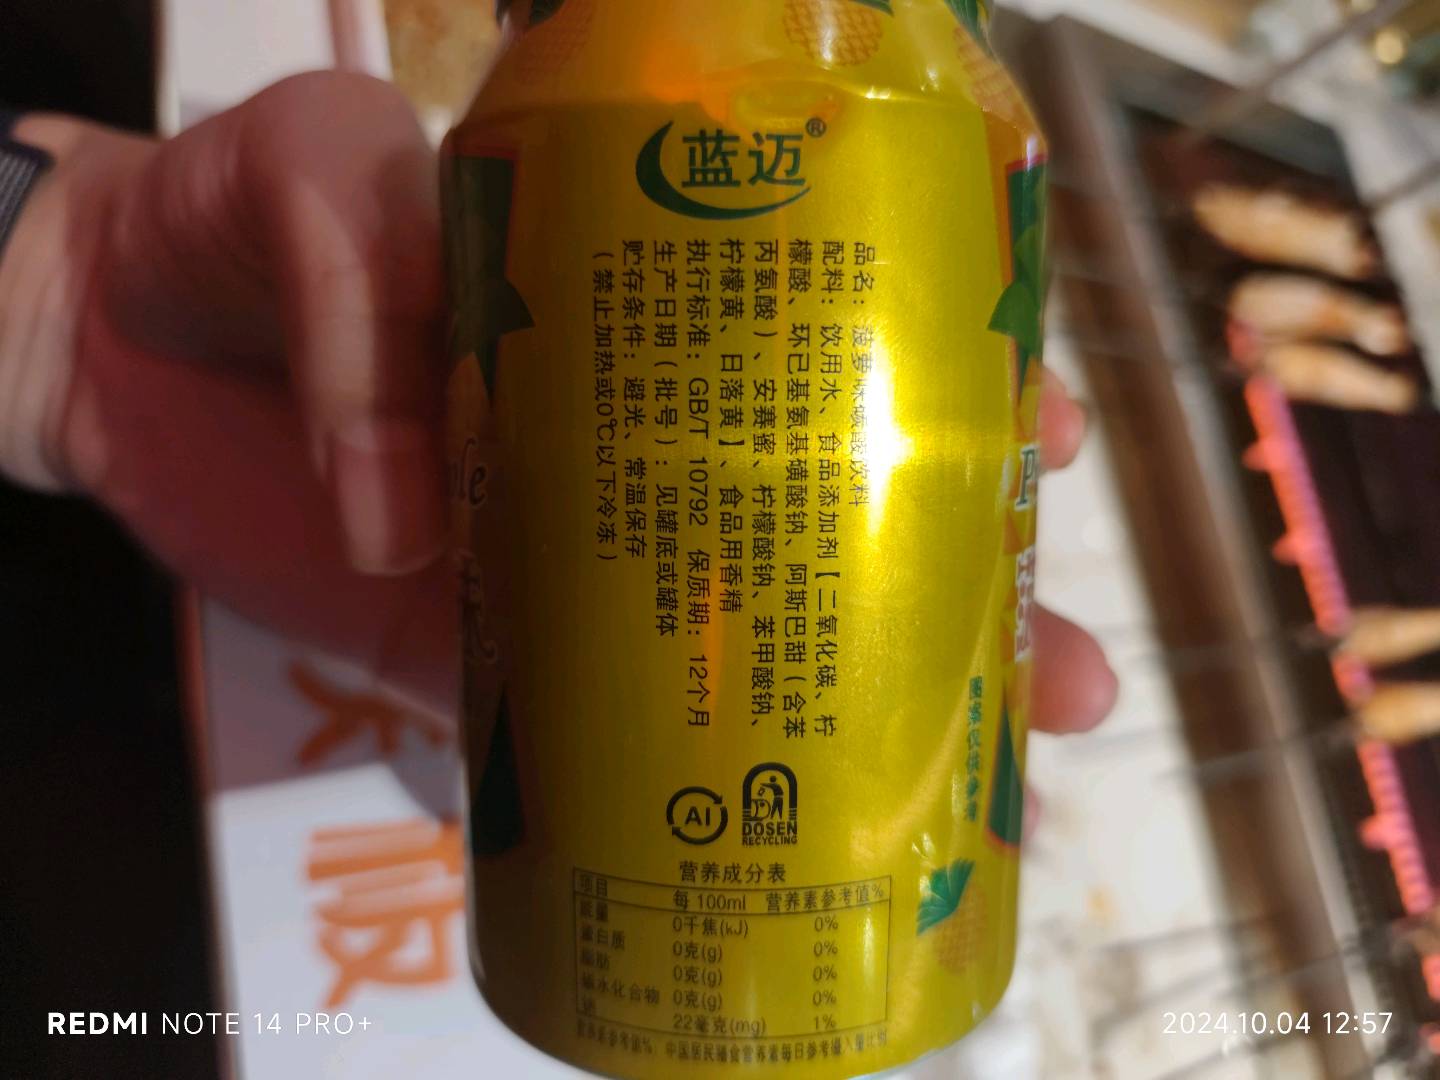 蓝迈®
品名：菠萝味碳酸饮料
配料：饮用水、食品添加剂【二氧化碳、柠
檬酸、环已基氨基磺酸钠、阿斯巴甜（含苯
丙氨酸）、安赛蜜、柠檬酸钠、苯甲酸钠、
柠檬黄、日落黄】、食品用香精
执行标准：GB/T 10792 保质期：12个月
生产日期（批号）：见罐底或罐体
贮存条件：避光、常温保存
（禁止加热或0℃以下冷冻）
图案仅供参考
Al
DOSEN
RECYCLING
营养成分表
项目 每 100ml 营养素参考值%
能量 0千焦(kJ) 0%
蛋白质 0克(g) 0%
脂肪 0克(g) 0%
碳水化合物 0克(g) 0%
钠 22毫克(mg) 1%
板
REDMI NOTE 14 PRO+
2024.10.04 12:57